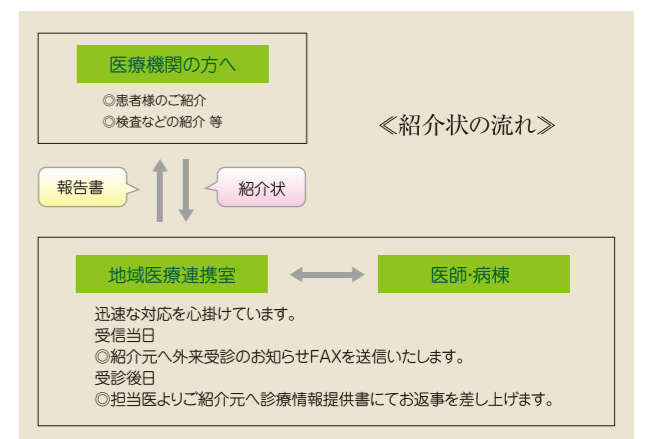 医療機関の方へ
◎患者様のご紹介
◎検査などの紹介 等
≪紹介状の流れ≫
報告書
紹介状
地域医療連携室
医師・病棟
迅速な対応を心掛けています。
受信当日
◎紹介元へ外来受診のお知らせFAXを送信いたします。
受診後日
◎担当医よりご紹介元へ診療情報提供書にてお返事を差し上げます。